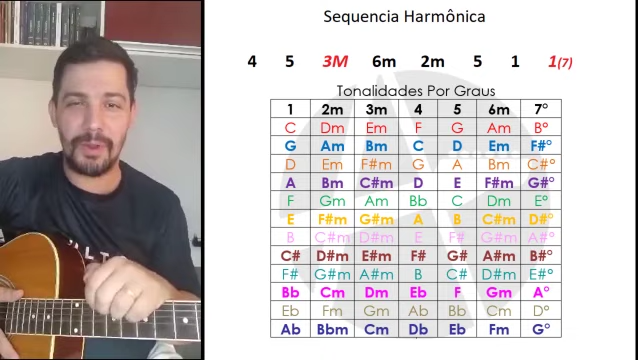 Sequencia Harmônica
4 5 3M 6m 2m 5 1 1(7)
Tonalidades Por Graus
1 2m 3m 4 5 6m 7°
C Dm Em F G Am B°
G Am Bm C D Em F#°
D Em F#m G A Bm C#°
A Bm C#m D E F#m G#°
F Gm Am Bb C Dm E°
E F#m G#m A B C#m D#°
B C#m D#m E F# G#m A#°
C# D#m E#m F# G# A#m B#°
F# G#m A#m B C# D#m E#°
Bb Cm Dm Eb F Gm A°
Eb Fm Gm Ab Bb Cm D°
Ab Bbm Cm Db Eb Fm G°